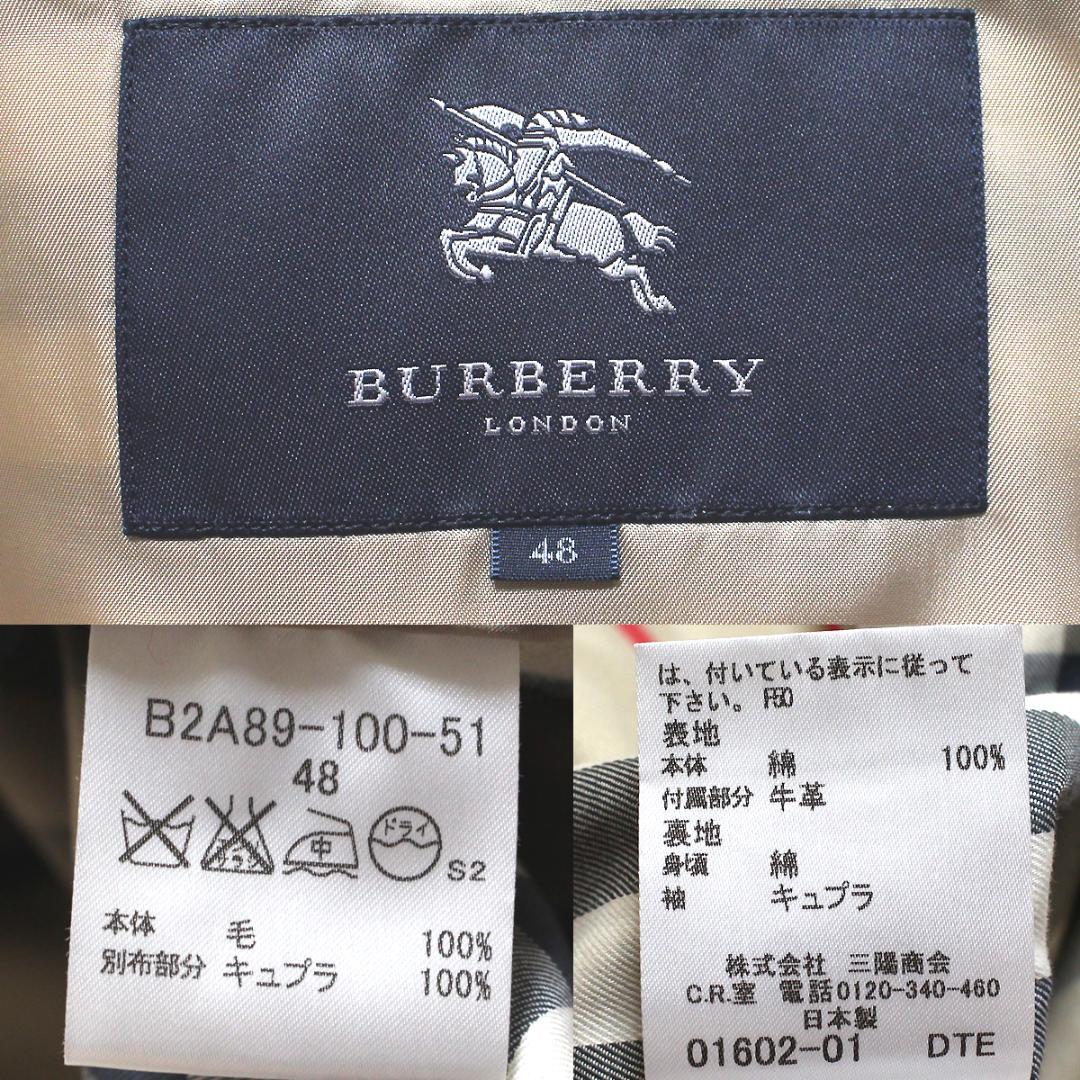 BURBERRY
LONDON
48
B2A89-100-51
48
中 ドライ
S2
本体 毛 100%
別布部分 キュプラ 100%
は、付いている表示に従って
下さい。
表地
本体 綿 100%
付属部分 牛革
裏地
身頃 綿
袖 キュプラ
株式会社 三陽商会
C.R.室 電話0120-340-460
日本製
01602-01 DTE